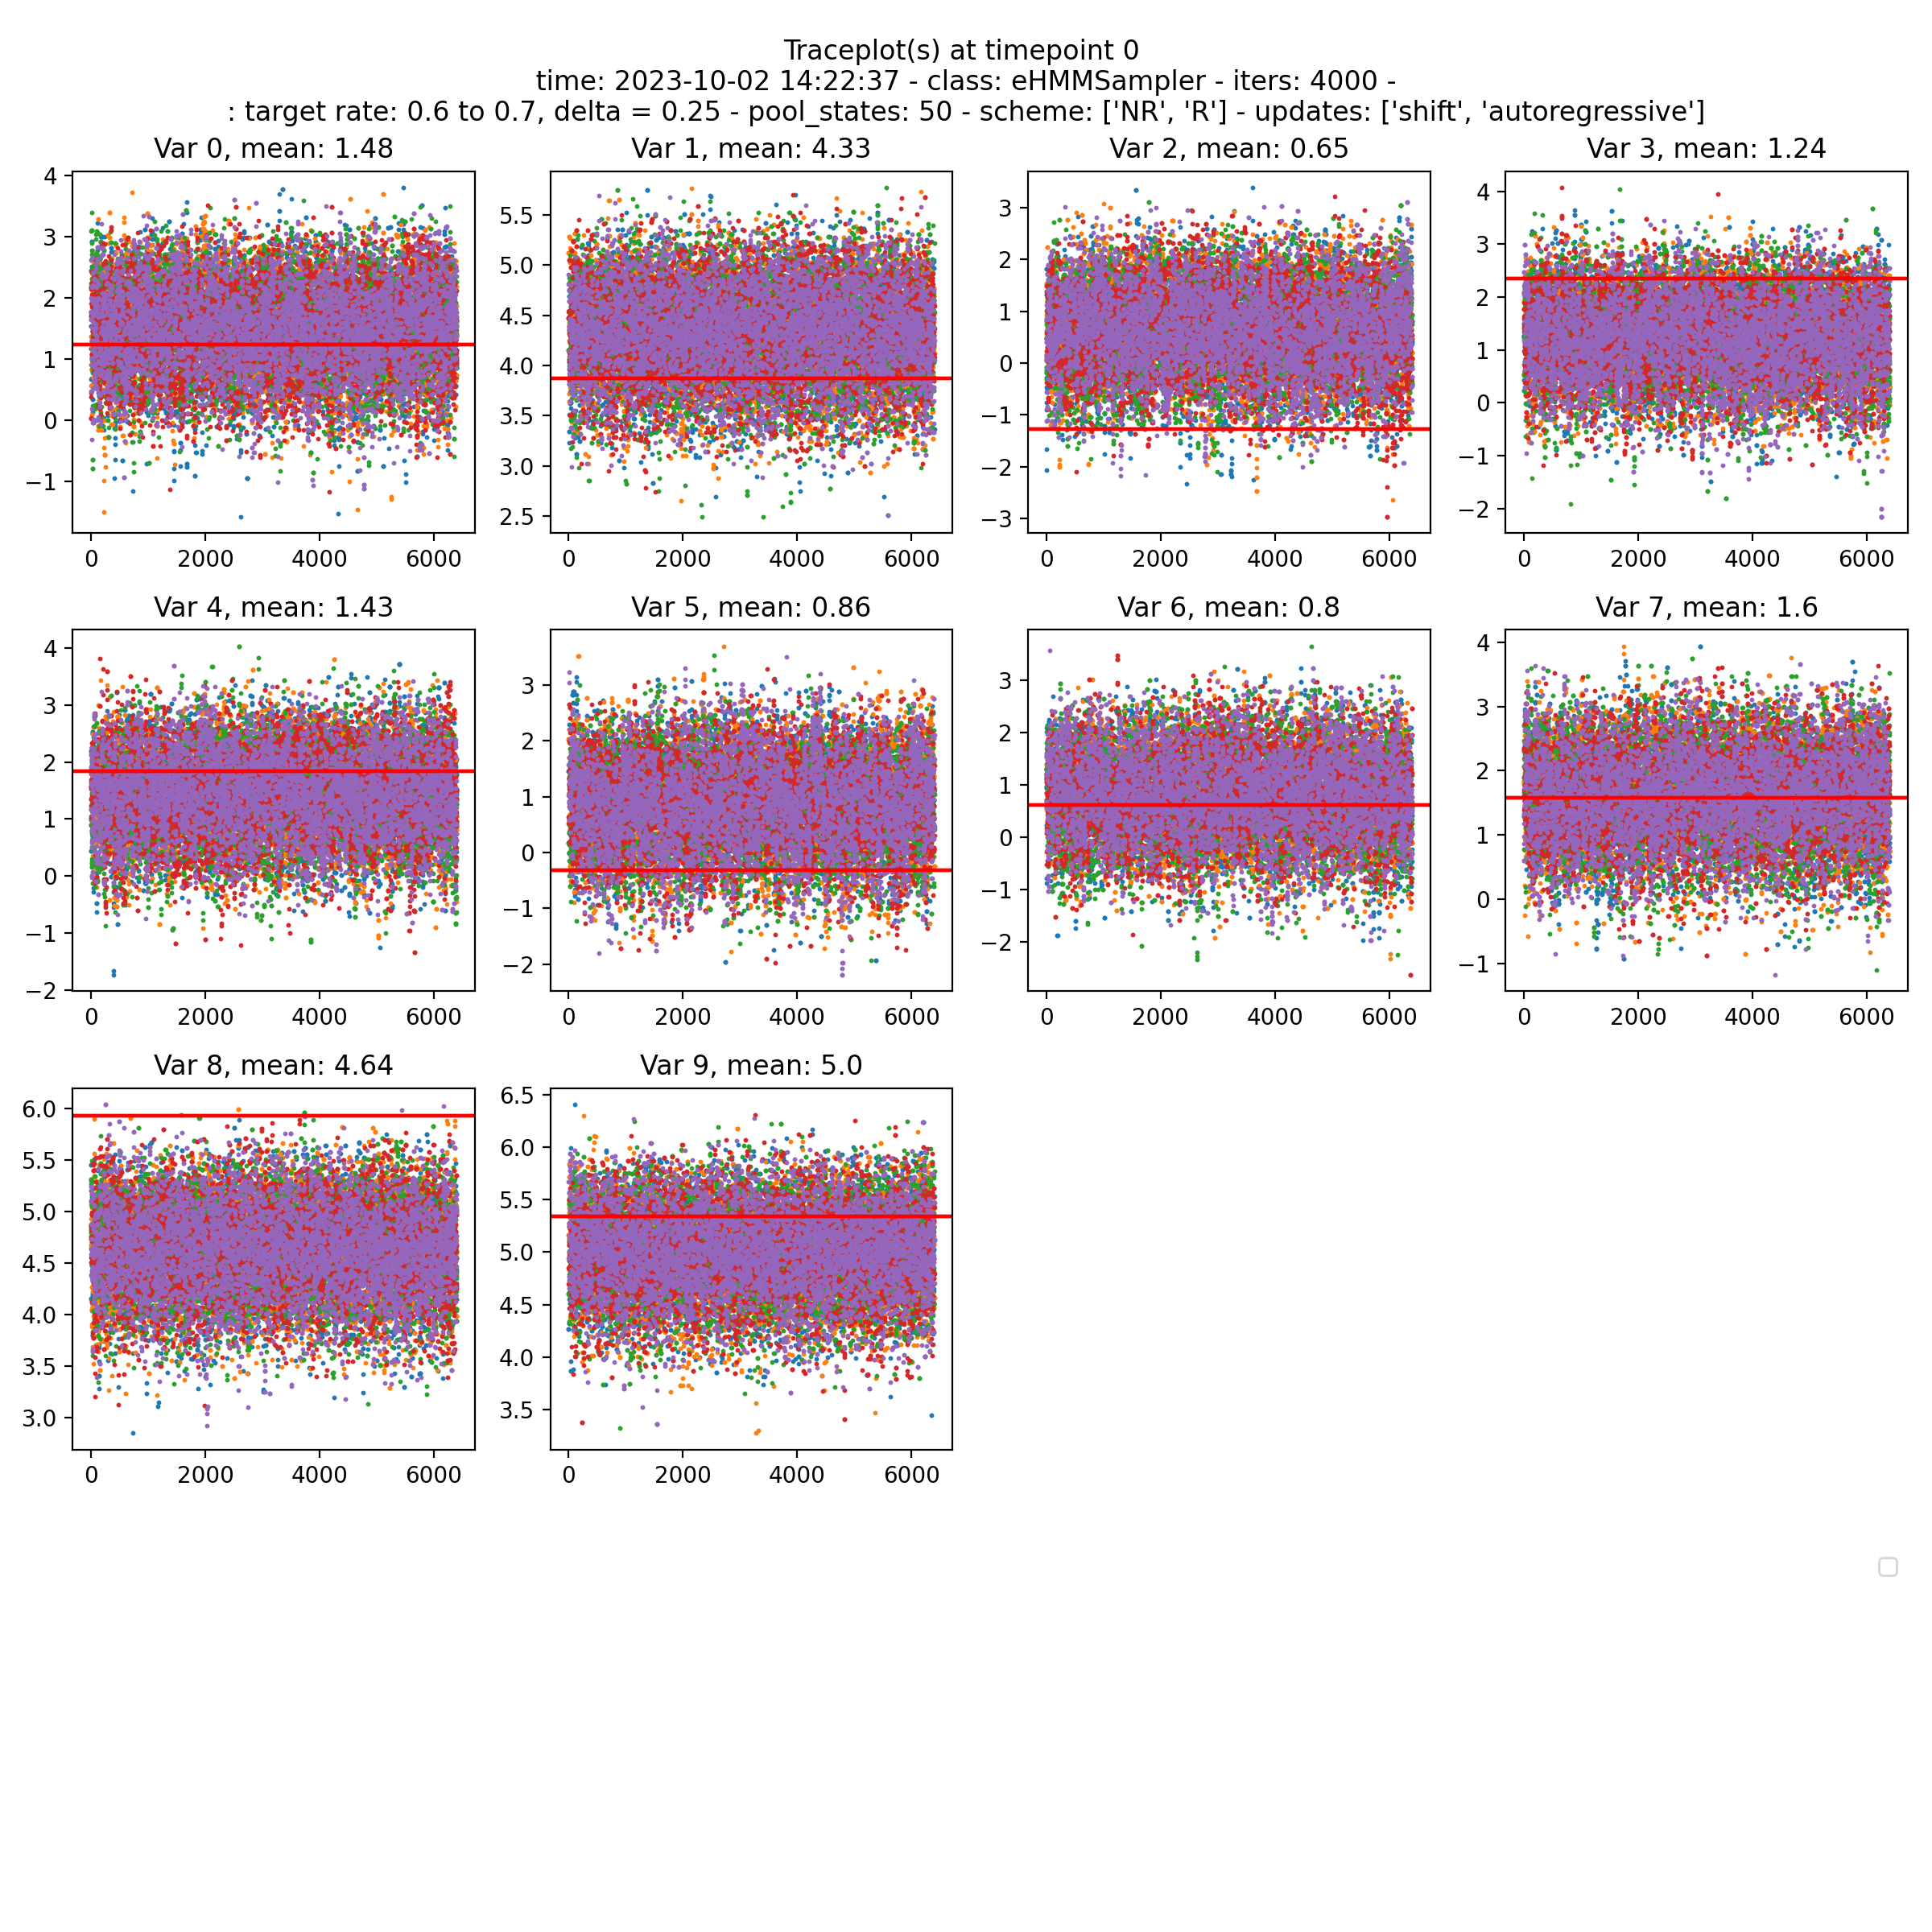 Traceplot(s) at timepoint 0
time: 2023-10-02 14:22:37 - class: eHMMSampler - iters: 4000 -
: target rate: 0.6 to 0.7, delta = 0.25 - pool_states: 50 - scheme: ['NR', 'R'] - updates: ['shift', 'autoregressive']
Var 0, mean: 1.48
4
3
2
1
0
−1
0 2000 4000 6000
Var 1, mean: 4.33
5.5
5.0
4.5
4.0
3.5
3.0
2.5
0 2000 4000 6000
Var 2, mean: 0.65
3
2
1
0
−1
−2
−3
0 2000 4000 6000
Var 3, mean: 1.24
4
3
2
1
0
−1
−2
0 2000 4000 6000
Var 4, mean: 1.43
4
3
2
1
0
−1
−2
0 2000 4000 6000
Var 5, mean: 0.86
3
2
1
0
−1
−2
0 2000 4000 6000
Var 6, mean: 0.8
3
2
1
0
−1
−2
0 2000 4000 6000
Var 7, mean: 1.6
4
3
2
1
0
−1
0 2000 4000 6000
Var 8, mean: 4.64
6.0
5.5
5.0
4.5
4.0
3.5
3.0
0 2000 4000 6000
Var 9, mean: 5.0
6.5
6.0
5.5
5.0
4.5
4.0
3.5
0 2000 4000 6000